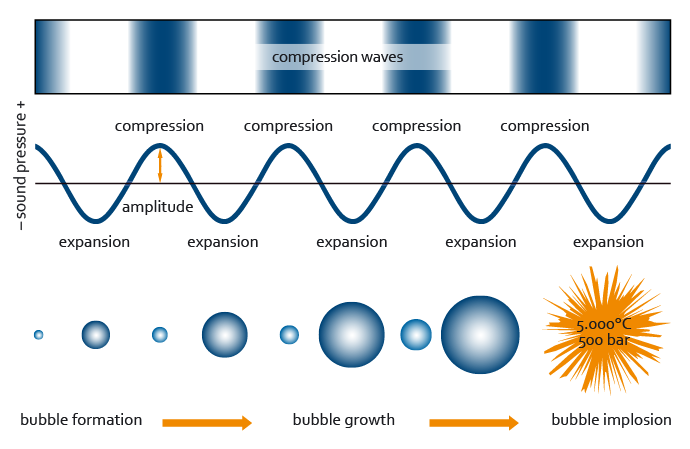 compression waves
– sound pressure +
compression compression compression compression
amplitude
expansion expansion expansion expansion expansion
5.000°C
500 bar
bubble formation bubble growth bubble implosion